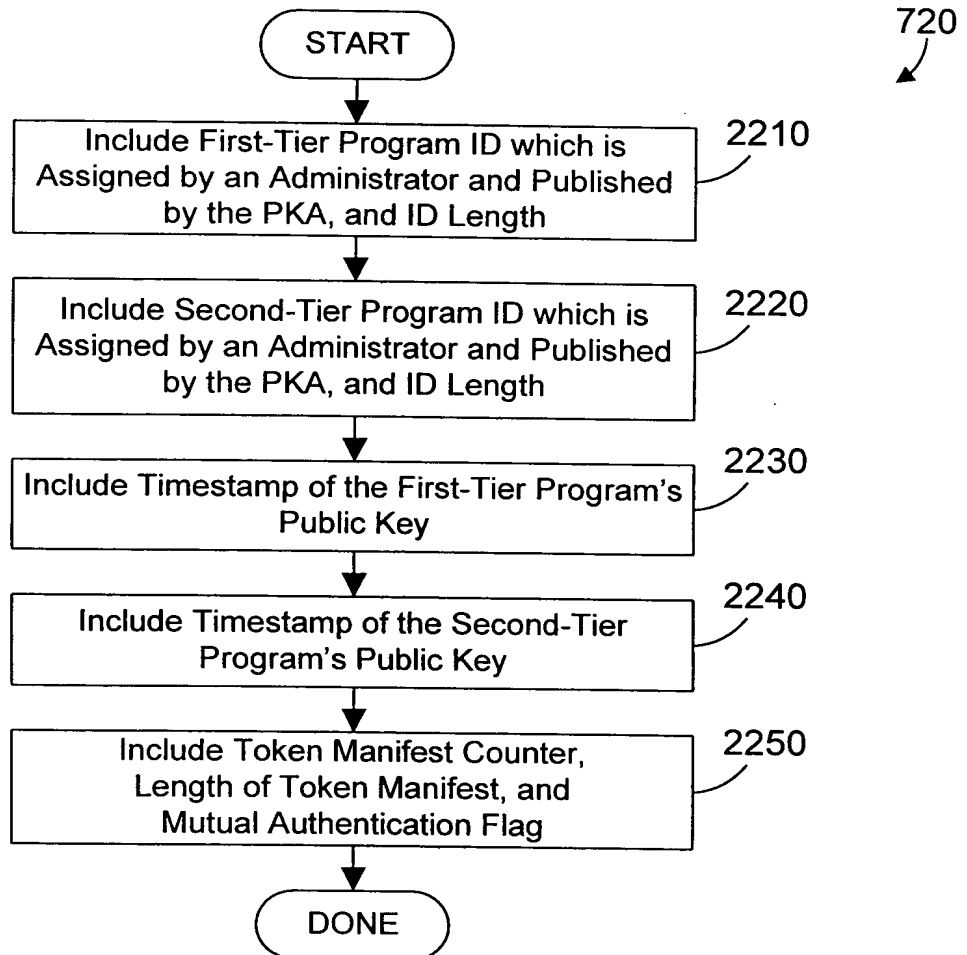 720
START
Include First-Tier Program ID which is
Assigned by an Administrator and Published
by the PKA, and ID Length
2210
Include Second-Tier Program ID which is
Assigned by an Administrator and Published
by the PKA, and ID Length
2220
Include Timestamp of the First-Tier Program's
Public Key
2230
Include Timestamp of the Second-Tier
Program's Public Key
2240
Include Token Manifest Counter,
Length of Token Manifest, and
Mutual Authentication Flag
2250
DONE